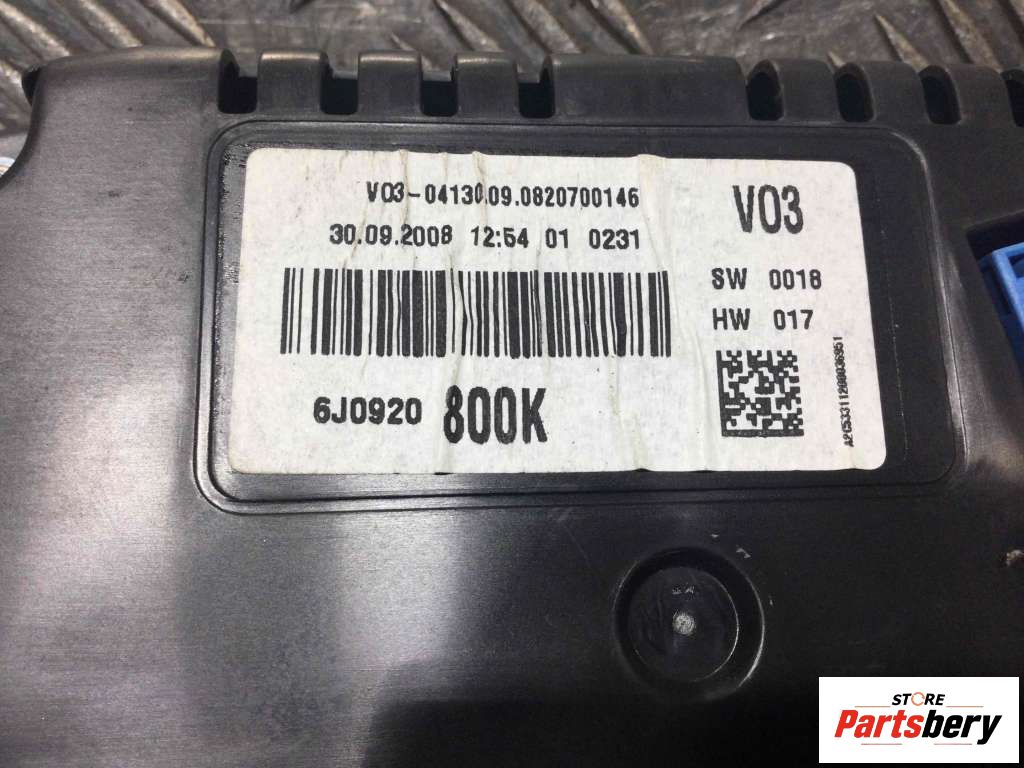 V03-04130.09.0820700146
30.09.2008 12:54 01 0231
6J0920 800K
V03
SW 0018
HW 017
STORE
Partsbery